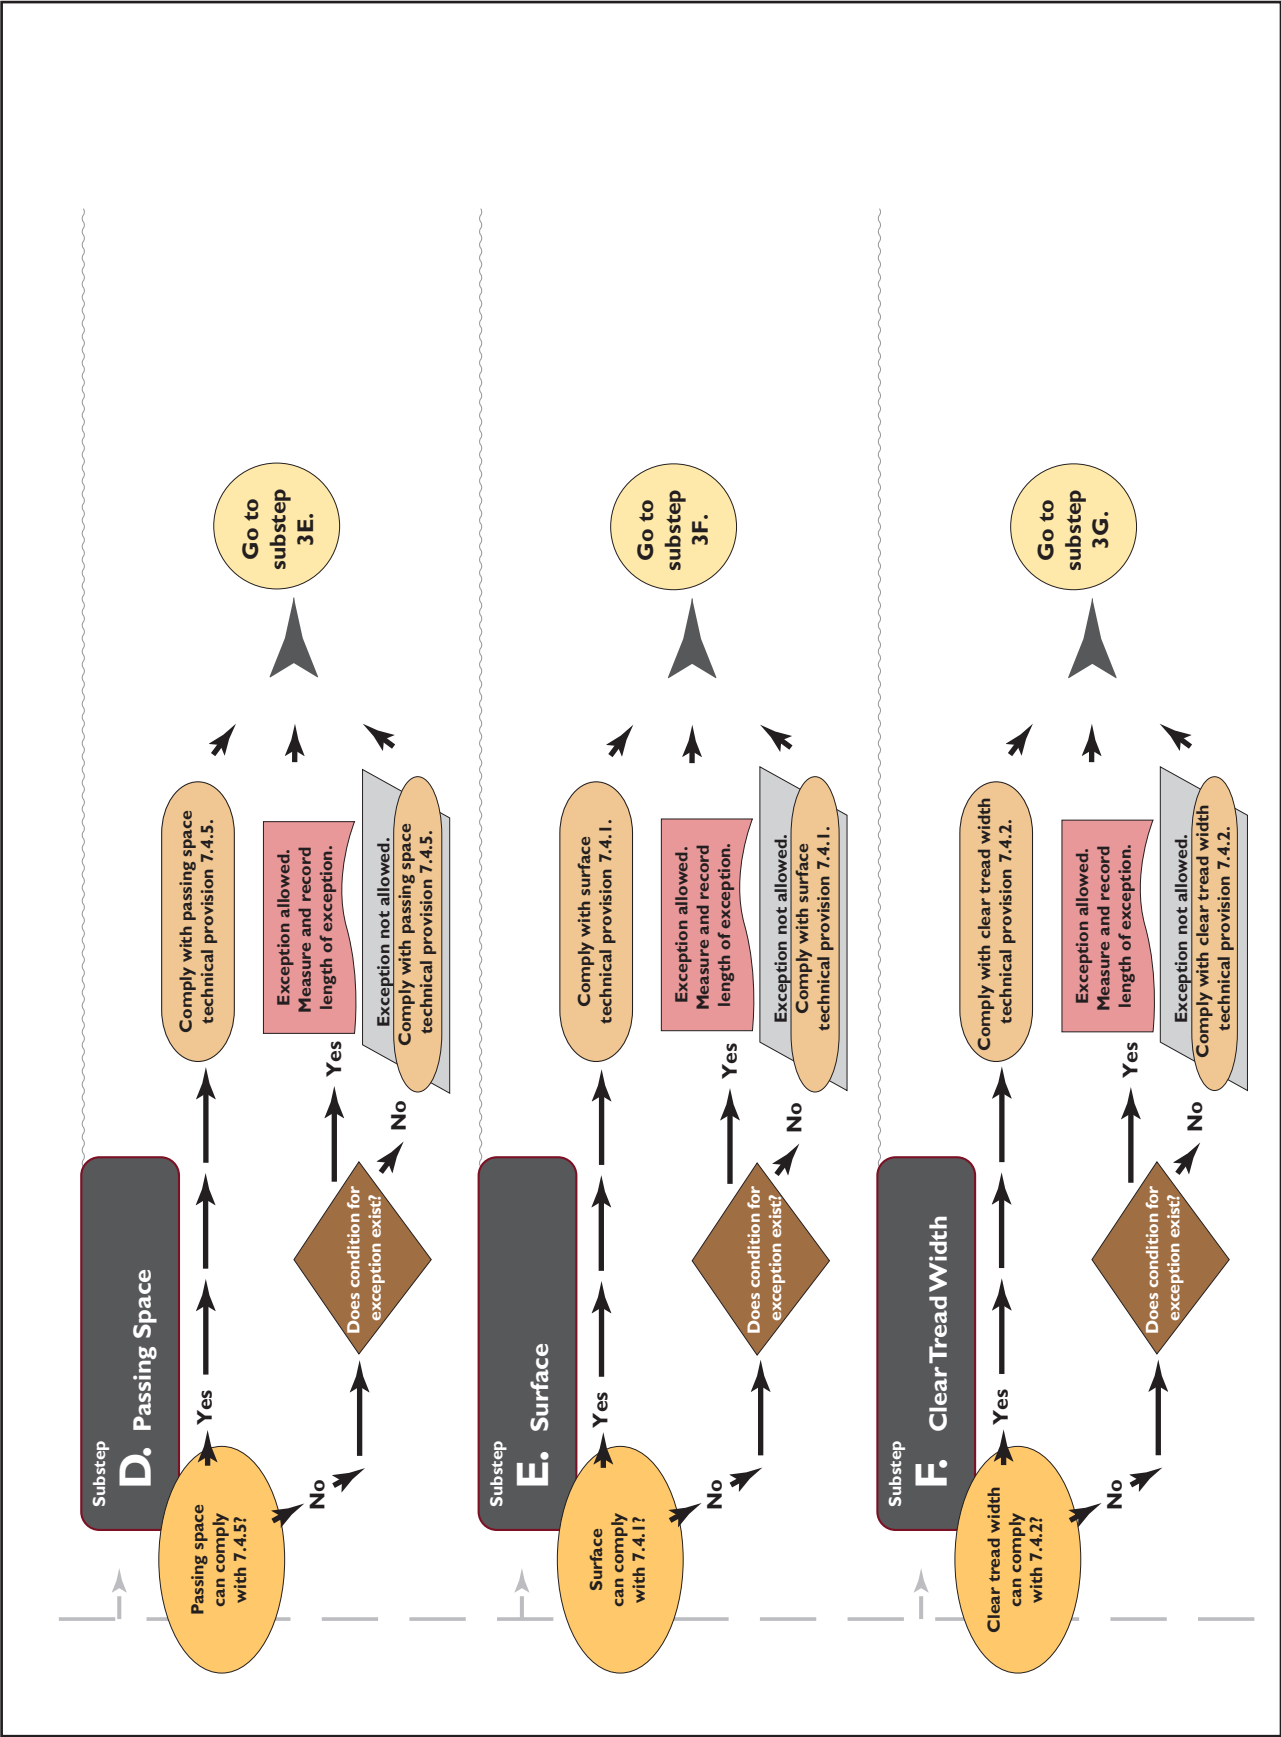 Substep
D. Passing Space
Passing space
can comply
with 7.4.5?
Yes
Comply with passing space
technical provision 7.4.5.
No
Does condition for
exception exist?
Yes
Exception allowed.
Measure and record
length of exception.
No
Exception not allowed.
Comply with passing space
technical provision 7.4.5.
Go to
substep
3E.
Substep
E. Surface
Surface
can comply
with 7.4.1?
Yes
Comply with surface
technical provision 7.4.1.
No
Does condition for
exception exist?
Yes
Exception allowed.
Measure and record
length of exception.
No
Exception not allowed.
Comply with surface
technical provision 7.4.1.
Go to
substep
3F.
Substep
F. Clear Tread Width
Clear tread width
can comply
with 7.4.2?
Yes
Comply with clear tread width
technical provision 7.4.2.
No
Does condition for
exception exist?
Yes
Exception allowed.
Measure and record
length of exception.
No
Exception not allowed.
Comply with clear tread width
technical provision 7.4.2.
Go to
substep
3G.